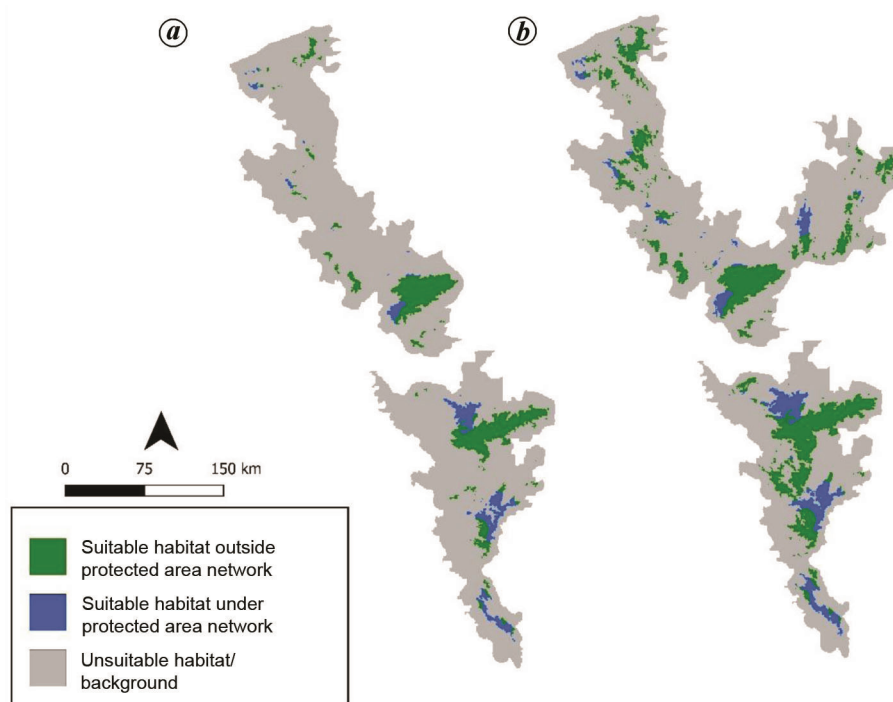 a
b
0 75 150 km
Suitable habitat outside
protected area network
Suitable habitat under
protected area network
Unsuitable habitat/
background